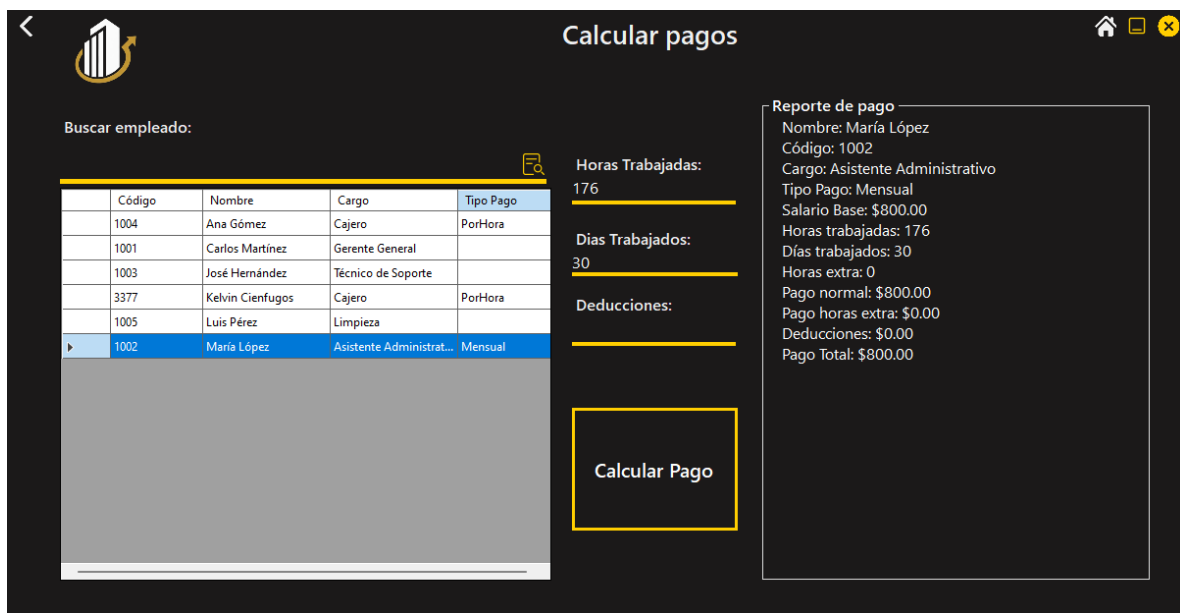 Calcular pagos
Buscar empleado:
Código Nombre Cargo Tipo Pago
1004 Ana Gómez Cajero PorHora
1001 Carlos Martínez Gerente General
1003 José Hernández Técnico de Soporte
3377 Kelvin Cienfugos Cajero PorHora
1005 Luis Pérez Limpieza
1002 María López Asistente Administrat... Mensual
Horas Trabajadas:
176
Dias Trabajados:
30
Deducciones:
Calcular Pago
Reporte de pago
Nombre: María López
Código: 1002
Cargo: Asistente Administrativo
Tipo Pago: Mensual
Salario Base: $800.00
Horas trabajadas: 176
Días trabajados: 30
Horas extra: 0
Pago normal: $800.00
Pago horas extra: $0.00
Deducciones: $0.00
Pago Total: $800.00